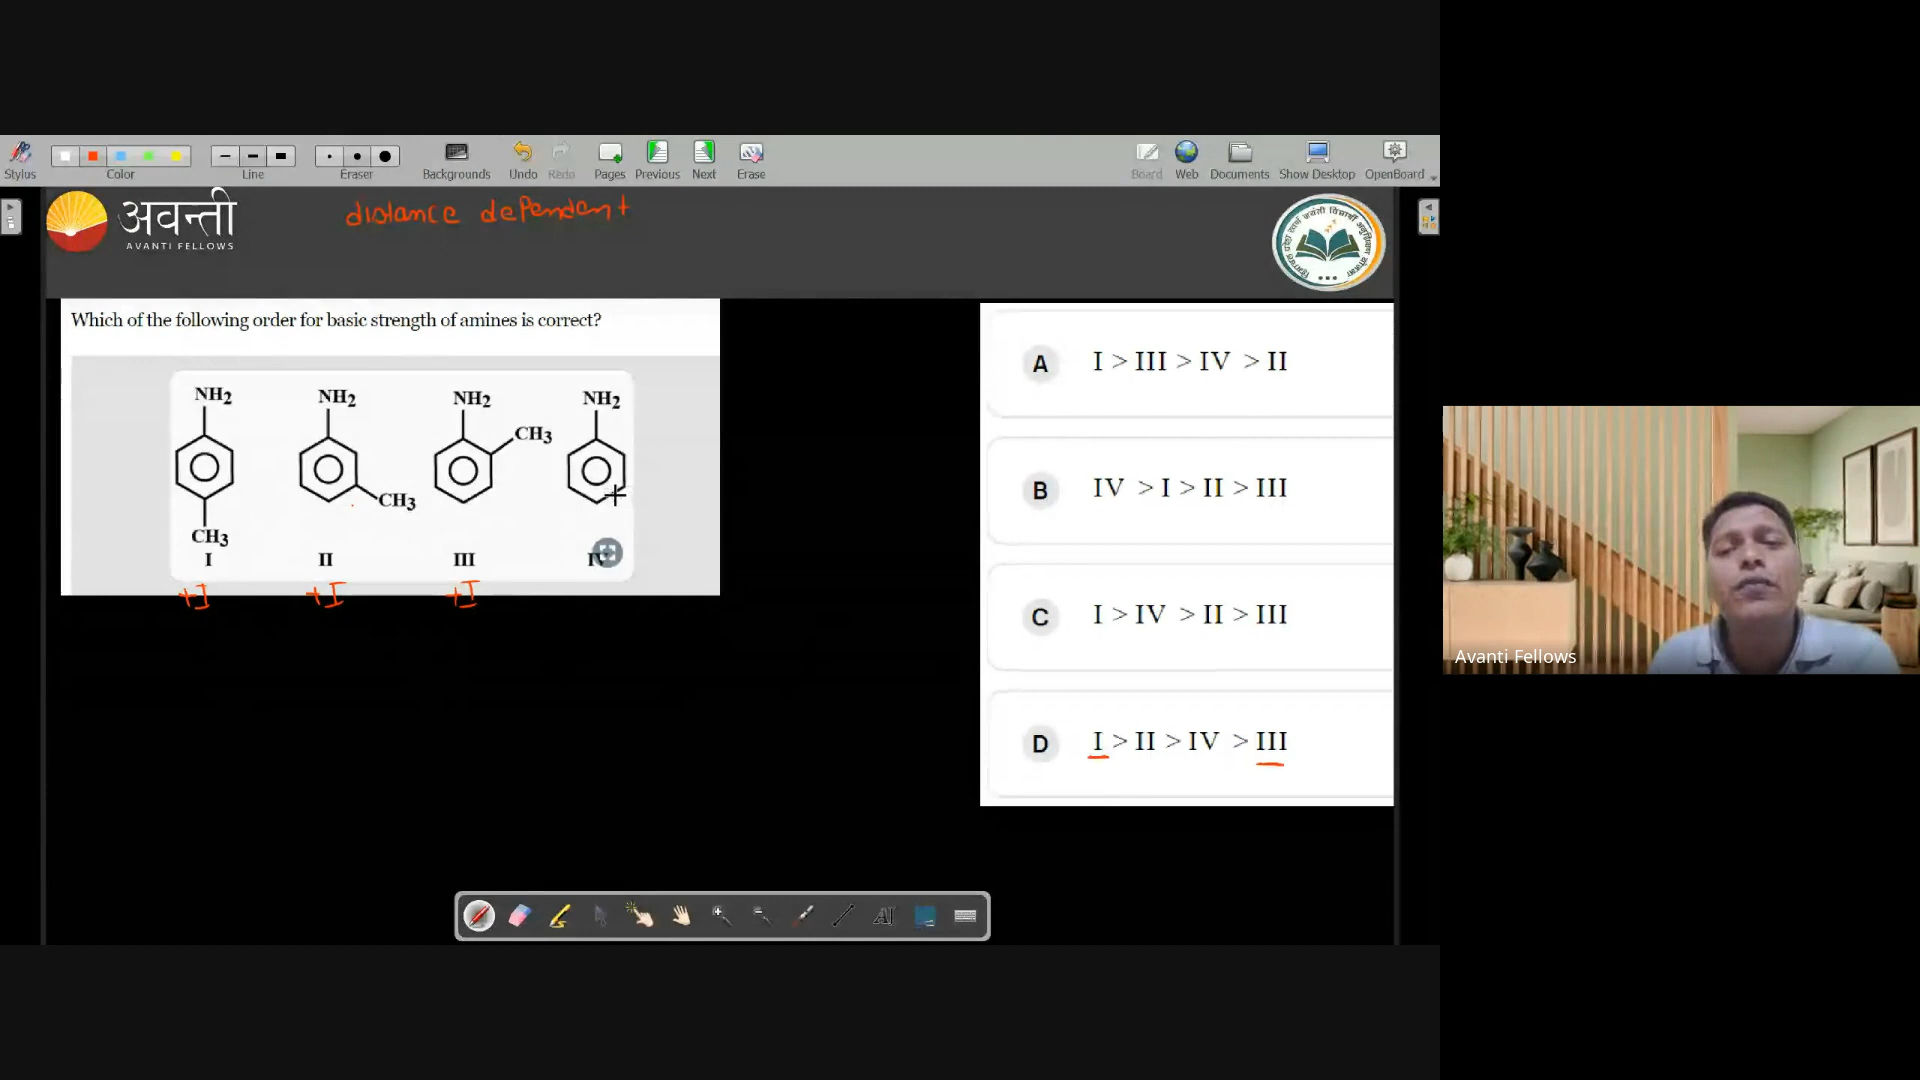 Stylus
Color
Line
Eraser
Backgrounds
Undo
Redo
Pages
Previous
Next
Erase
Board
Web
Documents
Show Desktop
OpenBoard
अवन्ती
AVANTI FELLOWS
distance dependent
Which of the following order for basic strength of amines is correct?
NH2 NH2 NH2 NH2
CH3
CH3
CH3
I II III IV
+I +I +I
A I > III > IV > II
B IV > I > II > III
C I > IV > II > III
D I > II > IV > III
Avanti Fellows